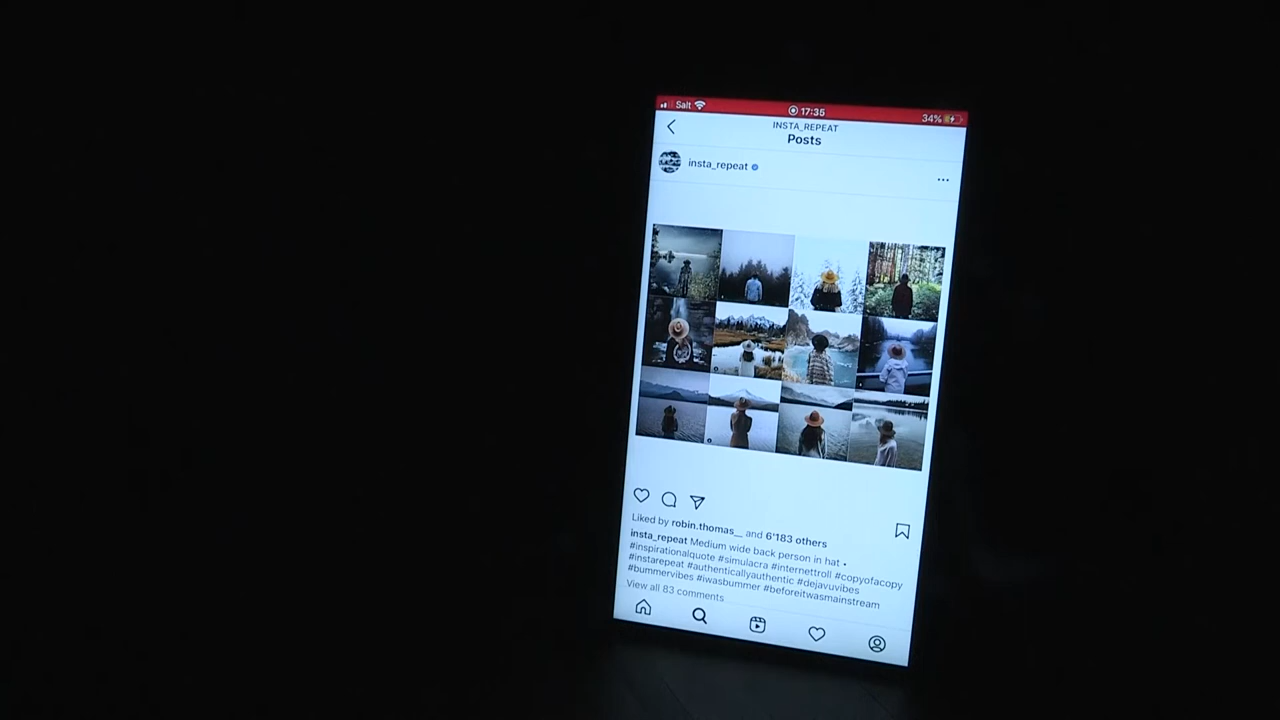 Salt 17:35 34%
INSTA_REPEAT
Posts
insta_repeat
Liked by robin.thomas__ and 6'183 others
insta_repeat Medium wide back person in hat •
#inspirationalquote #simulacra #internettroll #copyofacopy
#instarepeat #authenticallyauthentic #dejavuvibes
#bummervibes #iwasbummer #beforeitwasmainstream
View all 83 comments